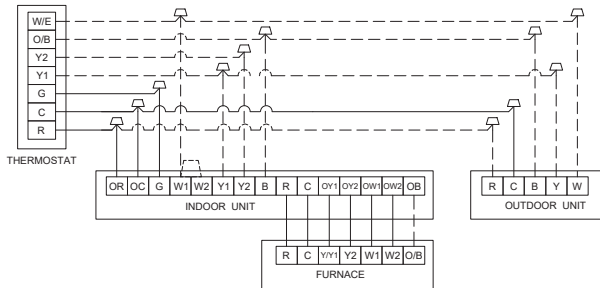 W/E
O/B
Y2
Y1
G
C
R
THERMOSTAT
OR OC G W1 W2 Y1 Y2 B R C OY1 OY2 OW1 OW2 OB
INDOOR UNIT
R C B Y W
OUTDOOR UNIT
R C Y/Y1 Y2 W1 W2 O/B
FURNACE